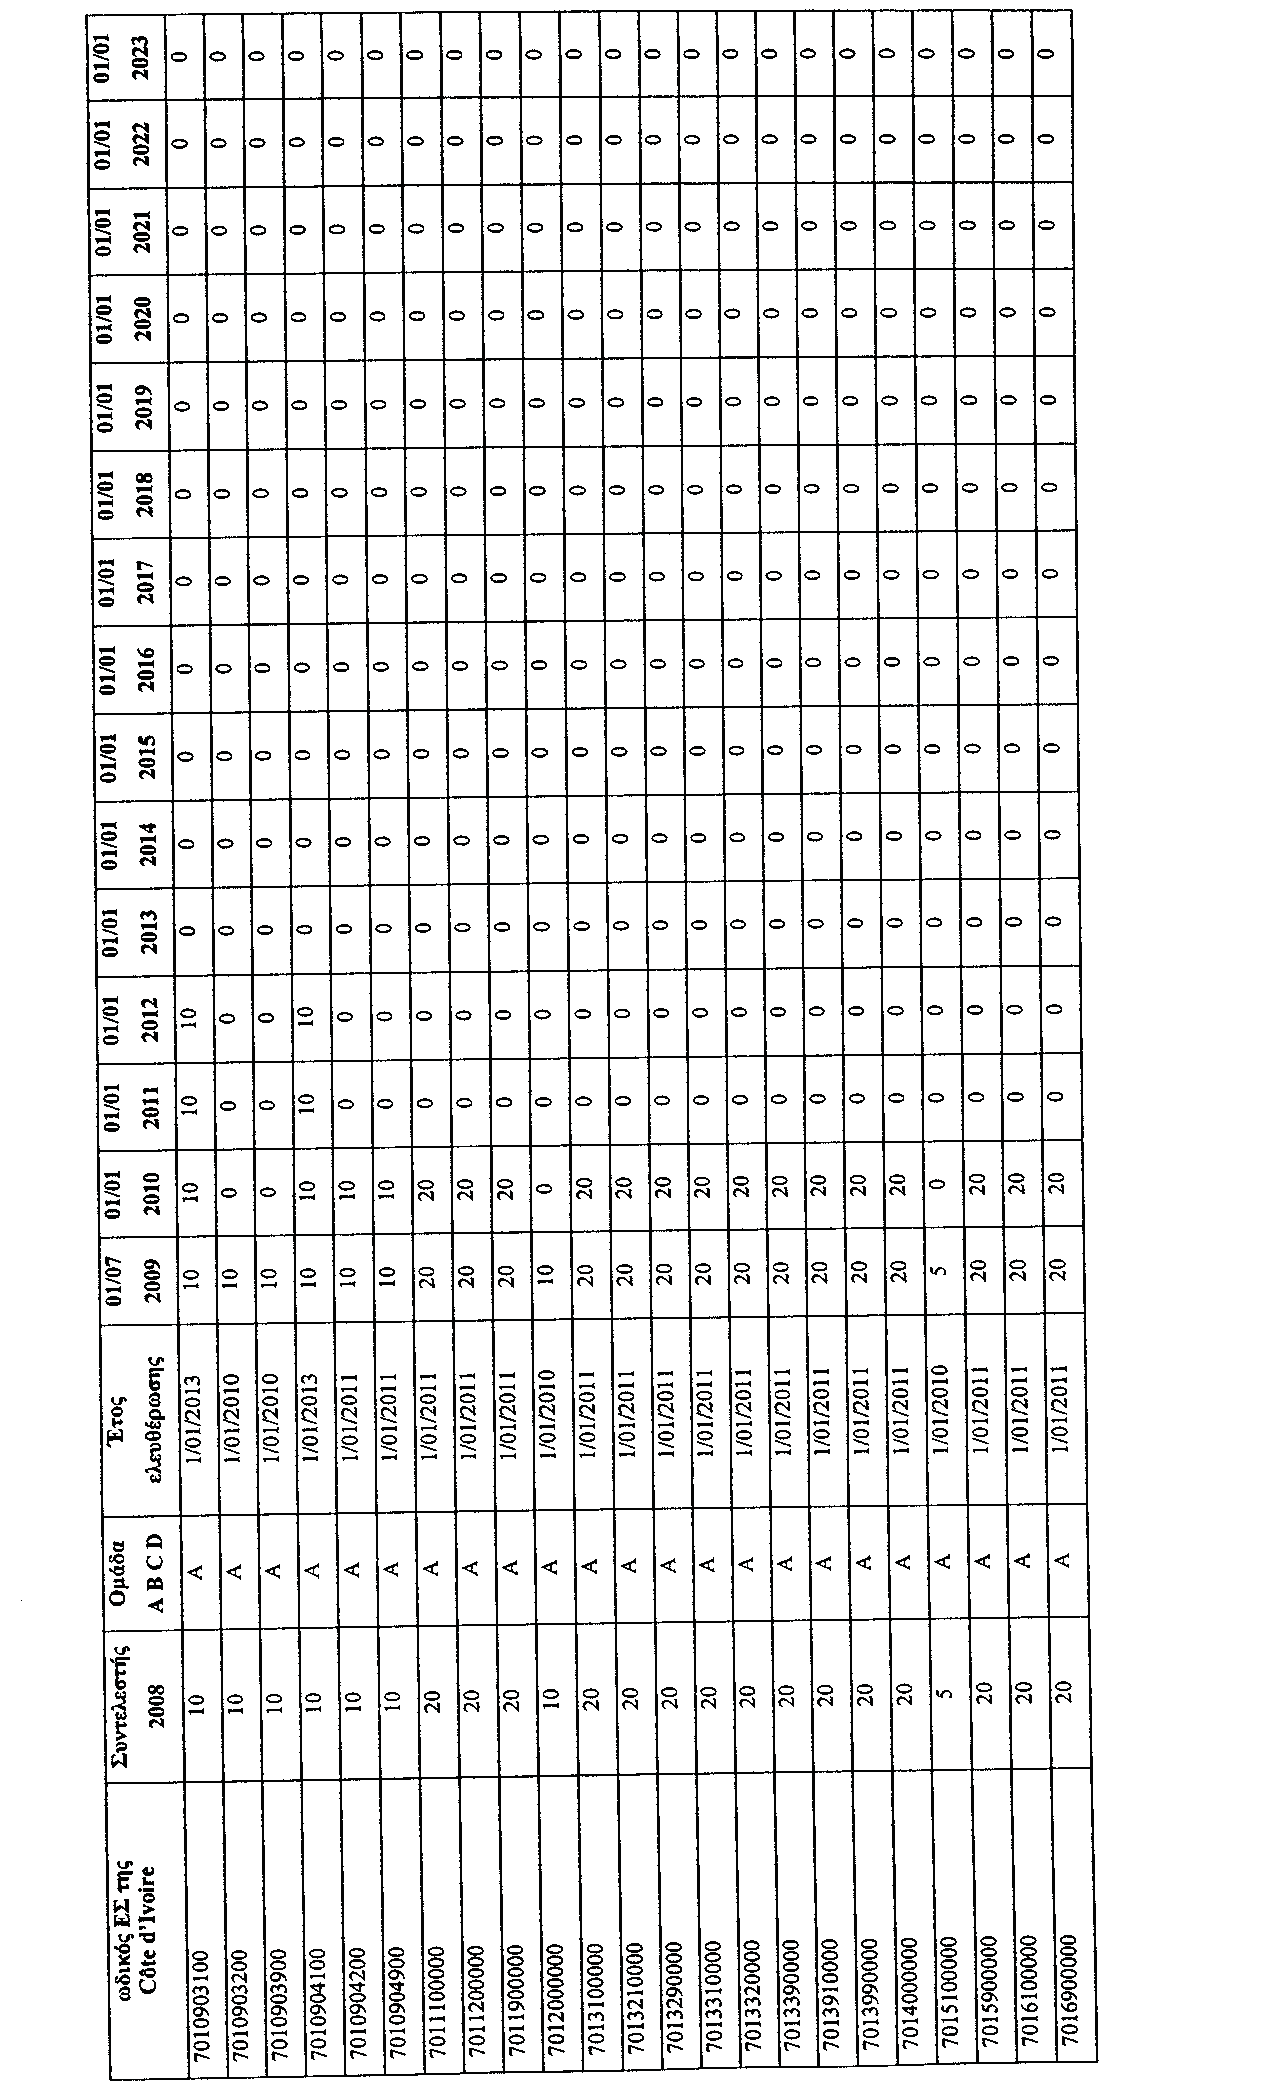 ωδικός ΕΣ της Côte d'Ivoire | Συντελεστής 2008 | Ομάδα A B C D | Έτος ελευθέρωσης | 01/07 2009 | 01/01 2010 | 01/01 2011 | 01/01 2012 | 01/01 2013 | 01/01 2014 | 01/01 2015 | 01/01 2016 | 01/01 2017 | 01/01 2018 | 01/01 2019 | 01/01 2020 | 01/01 2021 | 01/01 2022 | 01/01 2023
7010903100 | 10 | A | 1/01/2013 | 10 | 10 | 10 | 10 | 0 | 0 | 0 | 0 | 0 | 0 | 0 | 0 | 0 | 0 | 0
7010903200 | 10 | A | 1/01/2010 | 10 | 0 | 0 | 0 | 0 | 0 | 0 | 0 | 0 | 0 | 0 | 0 | 0 | 0 | 0
7010903900 | 10 | A | 1/01/2010 | 10 | 0 | 0 | 0 | 0 | 0 | 0 | 0 | 0 | 0 | 0 | 0 | 0 | 0 | 0
7010904100 | 10 | A | 1/01/2013 | 10 | 10 | 10 | 10 | 0 | 0 | 0 | 0 | 0 | 0 | 0 | 0 | 0 | 0 | 0
7010904200 | 10 | A | 1/01/2011 | 10 | 10 | 0 | 0 | 0 | 0 | 0 | 0 | 0 | 0 | 0 | 0 | 0 | 0 | 0
7010904900 | 10 | A | 1/01/2011 | 10 | 10 | 0 | 0 | 0 | 0 | 0 | 0 | 0 | 0 | 0 | 0 | 0 | 0 | 0
7011100000 | 20 | A | 1/01/2011 | 20 | 20 | 0 | 0 | 0 | 0 | 0 | 0 | 0 | 0 | 0 | 0 | 0 | 0 | 0
7011200000 | 20 | A | 1/01/2011 | 20 | 20 | 0 | 0 | 0 | 0 | 0 | 0 | 0 | 0 | 0 | 0 | 0 | 0 | 0
7011900000 | 20 | A | 1/01/2011 | 20 | 20 | 0 | 0 | 0 | 0 | 0 | 0 | 0 | 0 | 0 | 0 | 0 | 0 | 0
7012000000 | 10 | A | 1/01/2010 | 10 | 0 | 0 | 0 | 0 | 0 | 0 | 0 | 0 | 0 | 0 | 0 | 0 | 0 | 0
7013100000 | 20 | A | 1/01/2011 | 20 | 20 | 0 | 0 | 0 | 0 | 0 | 0 | 0 | 0 | 0 | 0 | 0 | 0 | 0
7013210000 | 20 | A | 1/01/2011 | 20 | 20 | 0 | 0 | 0 | 0 | 0 | 0 | 0 | 0 | 0 | 0 | 0 | 0 | 0
7013290000 | 20 | A | 1/01/2011 | 20 | 20 | 0 | 0 | 0 | 0 | 0 | 0 | 0 | 0 | 0 | 0 | 0 | 0 | 0
7013310000 | 20 | A | 1/01/2011 | 20 | 20 | 0 | 0 | 0 | 0 | 0 | 0 | 0 | 0 | 0 | 0 | 0 | 0 | 0
7013320000 | 20 | A | 1/01/2011 | 20 | 20 | 0 | 0 | 0 | 0 | 0 | 0 | 0 | 0 | 0 | 0 | 0 | 0 | 0
7013390000 | 20 | A | 1/01/2011 | 20 | 20 | 0 | 0 | 0 | 0 | 0 | 0 | 0 | 0 | 0 | 0 | 0 | 0 | 0
7013910000 | 20 | A | 1/01/2011 | 20 | 20 | 0 | 0 | 0 | 0 | 0 | 0 | 0 | 0 | 0 | 0 | 0 | 0 | 0
7013990000 | 20 | A | 1/01/2011 | 20 | 20 | 0 | 0 | 0 | 0 | 0 | 0 | 0 | 0 | 0 | 0 | 0 | 0 | 0
7014000000 | 20 | A | 1/01/2011 | 20 | 20 | 0 | 0 | 0 | 0 | 0 | 0 | 0 | 0 | 0 | 0 | 0 | 0 | 0
7015100000 | 5 | A | 1/01/2010 | 5 | 0 | 0 | 0 | 0 | 0 | 0 | 0 | 0 | 0 | 0 | 0 | 0 | 0 | 0
7015900000 | 20 | A | 1/01/2011 | 20 | 20 | 0 | 0 | 0 | 0 | 0 | 0 | 0 | 0 | 0 | 0 | 0 | 0 | 0
7016100000 | 20 | A | 1/01/2011 | 20 | 20 | 0 | 0 | 0 | 0 | 0 | 0 | 0 | 0 | 0 | 0 | 0 | 0 | 0
7016900000 | 20 | A | 1/01/2011 | 20 | 20 | 0 | 0 | 0 | 0 | 0 | 0 | 0 | 0 | 0 | 0 | 0 | 0 | 0